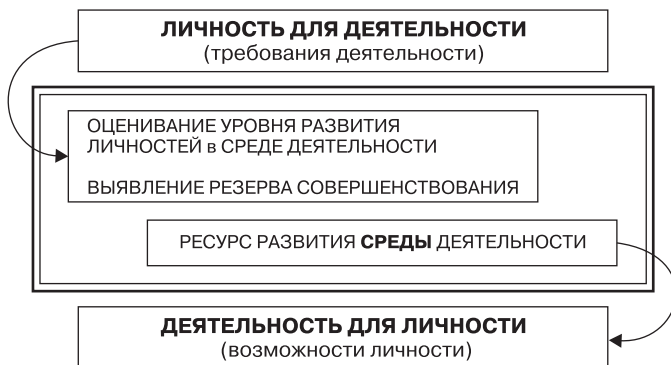 ЛИЧНОСТЬ ДЛЯ ДЕЯТЕЛЬНОСТИ
(требования деятельности)
ОЦЕНИВАНИЕ УРОВНЯ РАЗВИТИЯ
ЛИЧНОСТЕЙ в СРЕДЕ ДЕЯТЕЛЬНОСТИ
ВЫЯВЛЕНИЕ РЕЗЕРВА СОВЕРШЕНСТВОВАНИЯ
РЕСУРС РАЗВИТИЯ СРЕДЫ ДЕЯТЕЛЬНОСТИ
ДЕЯТЕЛЬНОСТЬ ДЛЯ ЛИЧНОСТИ
(возможности личности)